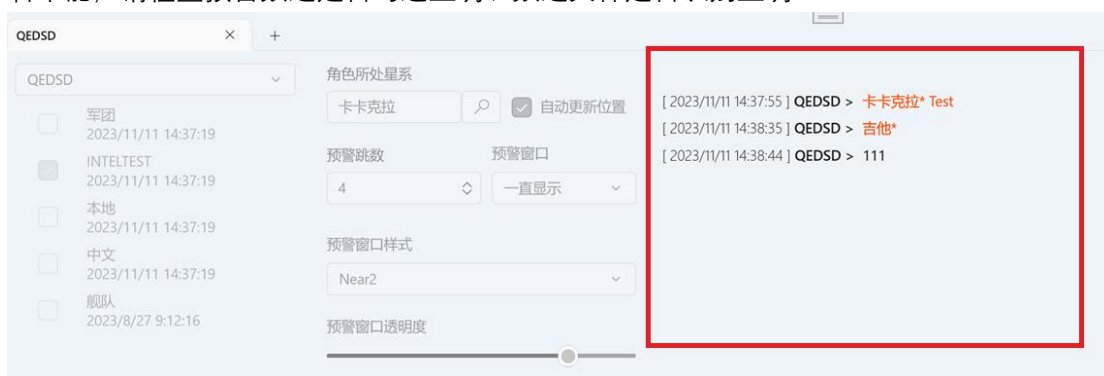 QEDSD × +
QEDSD
军团
2023/11/11 14:37:19
INTELTEST
2023/11/11 14:37:19
本地
2023/11/11 14:37:19
中文
2023/11/11 14:37:19
舰队
2023/8/27 9:12:16
角色所处星系
卡卡克拉
自动更新位置
预警跳数
预警窗口
4
一直显示
预警窗口样式
Near2
预警窗口透明度
[ 2023/11/11 14:37:55 ] QEDSD > 卡卡克拉* Test
[ 2023/11/11 14:38:35 ] QEDSD > 吉他*
[ 2023/11/11 14:38:44 ] QEDSD > 111